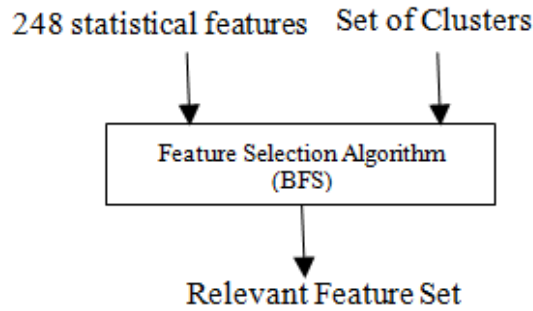 248 statistical features
Set of Clusters
Feature Selection Algorithm
(BFS)
Relevant Feature Set